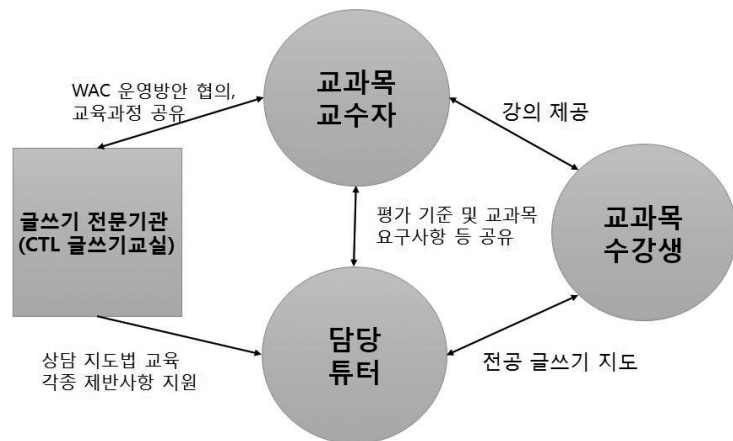 WAC 운영방안 협의,
교육과정 공유
교과목
교수자
강의 제공
글쓰기 전문기관
(CTL 글쓰기교실)
평가 기준 및 교과목
요구사항 등 공유
교과목
수강생
상담 지도법 교육
각종 제반사항 지원
담당
튜터
전공 글쓰기 지도